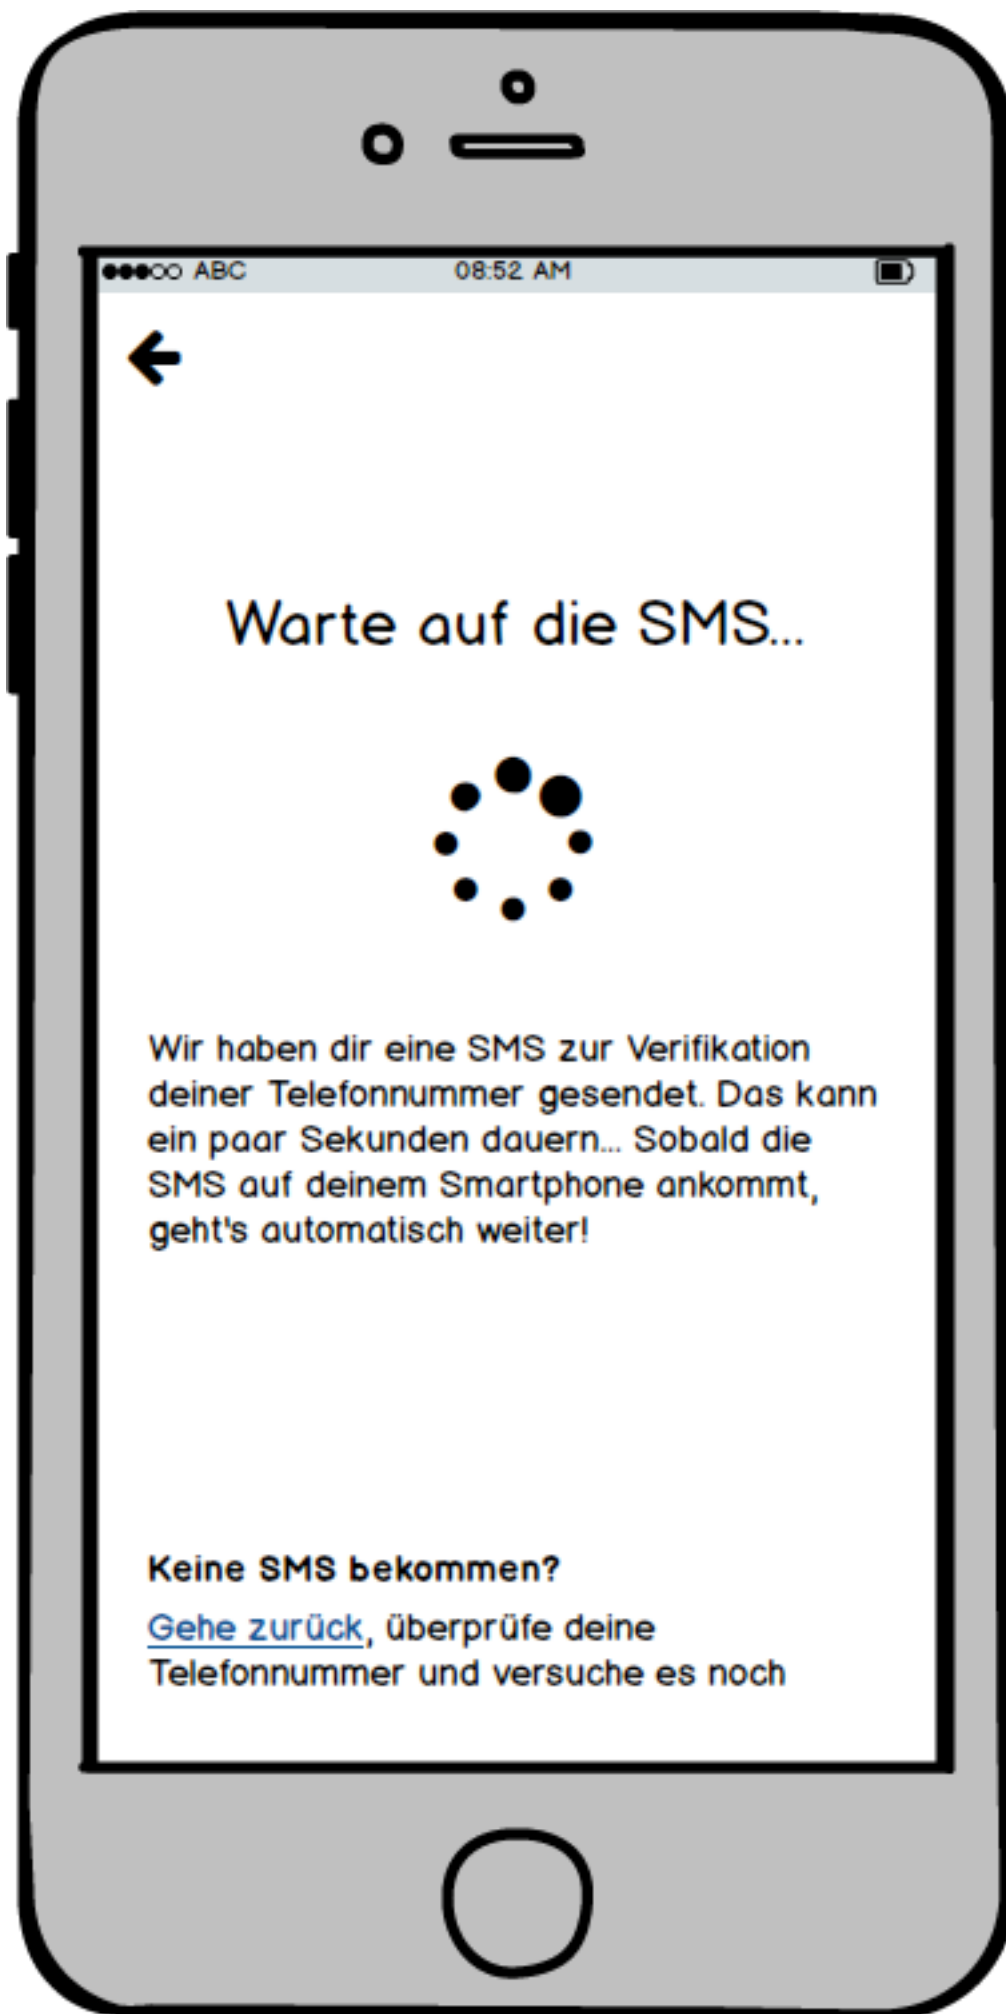 ABC 08:52 AM
Warte auf die SMS...
Wir haben dir eine SMS zur Verifikation
deiner Telefonnummer gesendet. Das kann
ein paar Sekunden dauern... Sobald die
SMS auf deinem Smartphone ankommt,
geht's automatisch weiter!
Keine SMS bekommen?
Gehe zurück, überprüfe deine
Telefonnummer und versuche es noch